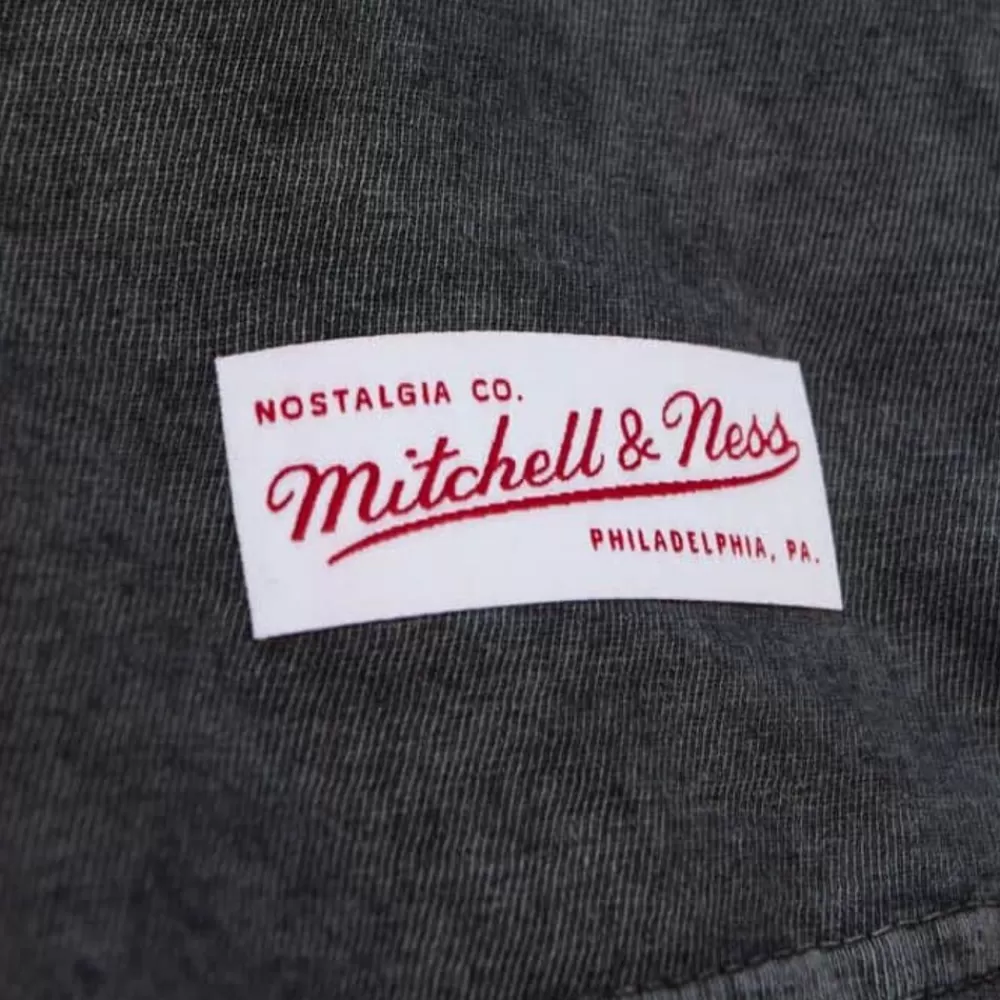 NOSTALGIA CO.
Mitchell & Ness
PHILADELPHIA, PA.